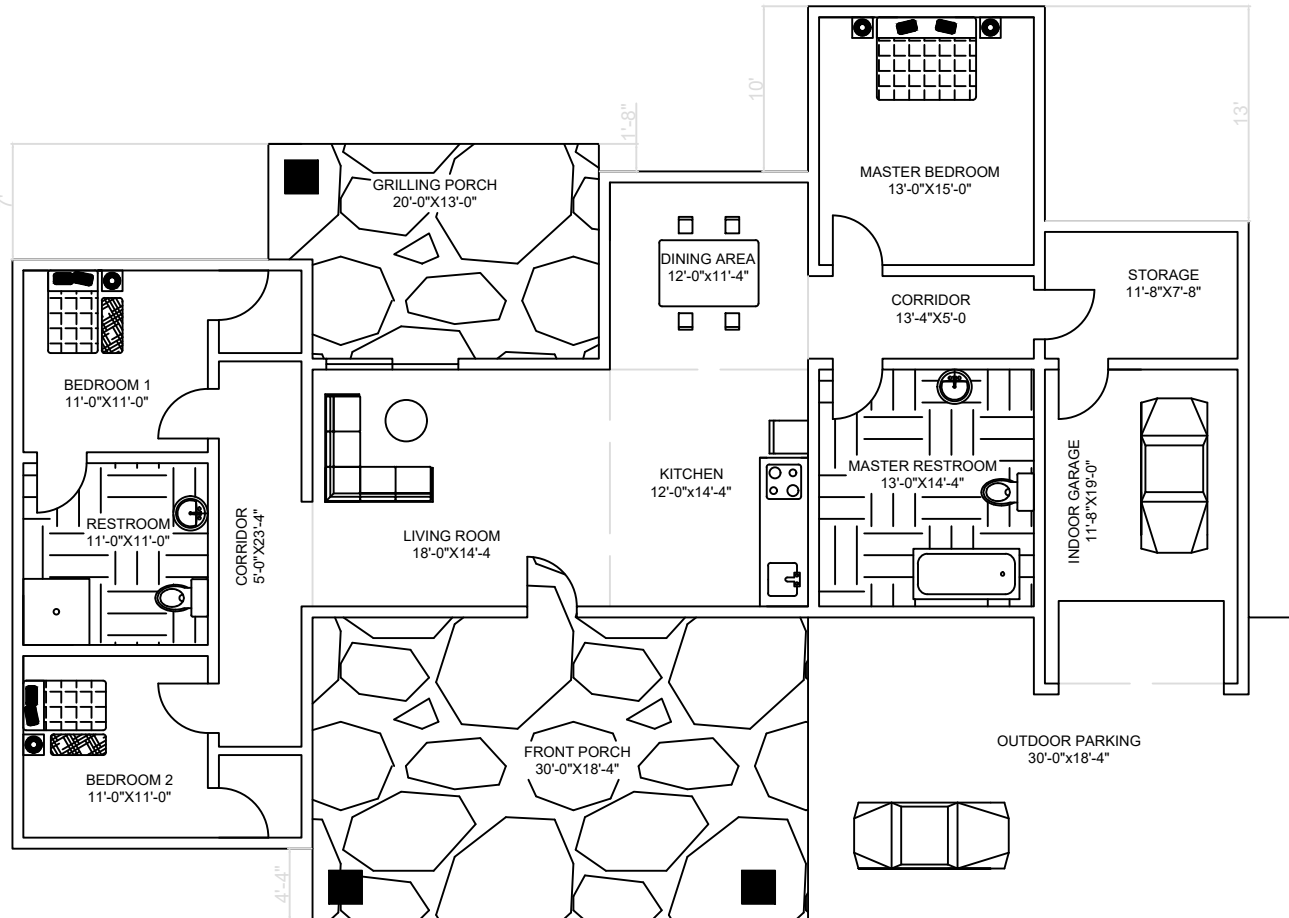 10'
13'
1'-8"
MASTER BEDROOM
13'-0"X15'-0"
GRILLING PORCH
20'-0"X13'-0"
DINING AREA
12'-0"x11'-4"
STORAGE
11'-8"X7'-8"
CORRIDOR
13'-4"X5'-0
BEDROOM 1
11'-0"X11'-0"
KITCHEN
12'-0"x14'-4"
MASTER RESTROOM
13'-0"X14'-4"
INDOOR GARAGE
11'-8"X19'-0"
RESTROOM
11'-0"X11'-0"
CORRIDOR
5'-0"X23'-4"
LIVING ROOM
18'-0"X14'-4
FRONT PORCH
30'-0"X18'-4"
OUTDOOR PARKING
30'-0"x18'-4"
BEDROOM 2
11'-0"X11'-0"
4'-4"